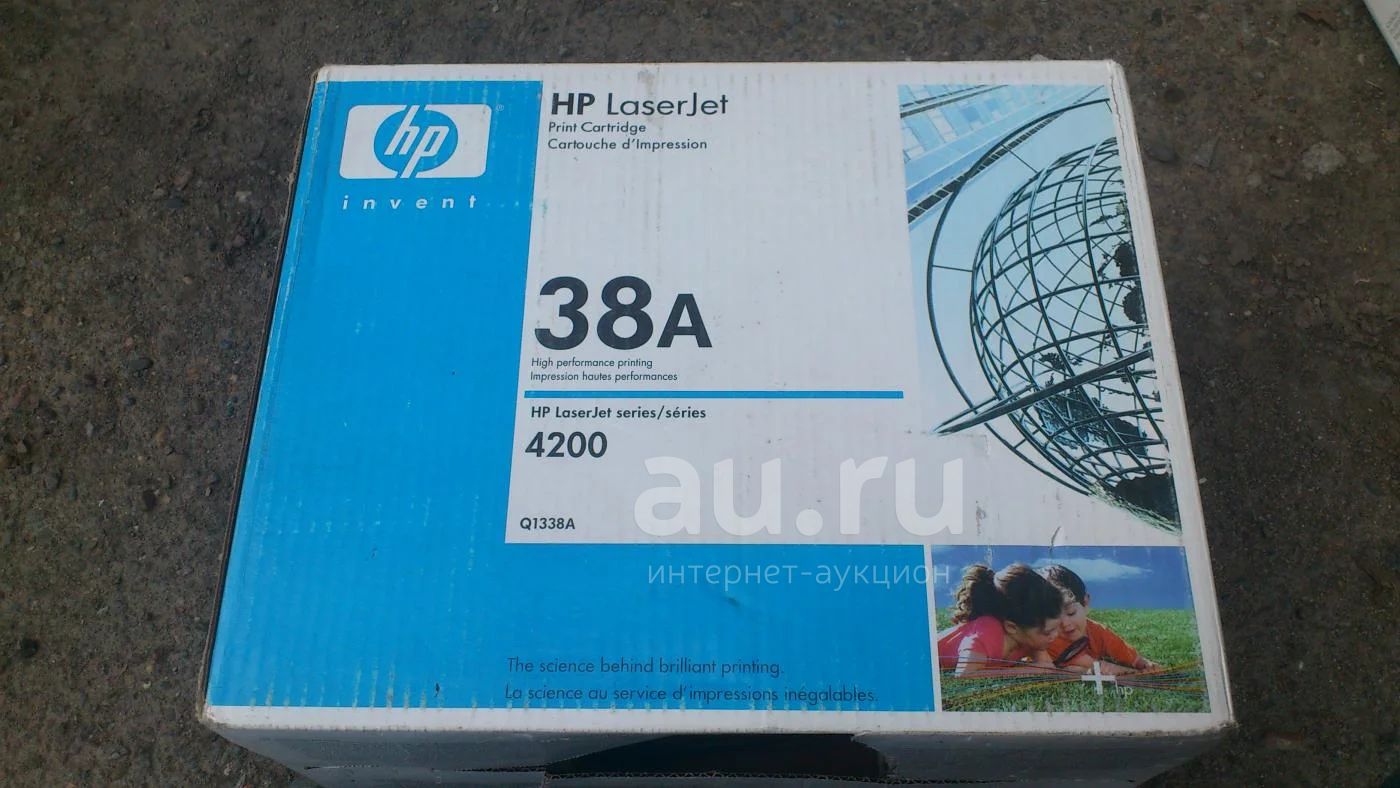 hp
®
invent
HP LaserJet
Print Cartridge
Cartouche d'Impression
38A
High performance printing
Impression hautes performances
HP LaserJet series/séries
4200
Q1338A
au.ru
интернет-аукцион
The science behind brilliant printing.
La science au service d'impressions inégalables.
+
hp